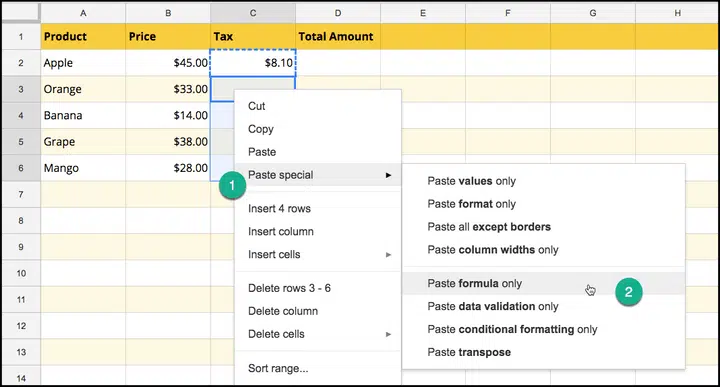 A B C D E F G H
1 Product Price Tax Total Amount
2 Apple $45.00 $8.10
3 Orange $33.00
4 Banana $14.00
5 Grape $38.00
6 Mango $28.00
7
8
9
10
11
12
13
14
Cut
Copy
Paste
Paste special
1
Insert 4 rows
Insert column
Insert cells
Delete rows 3 - 6
Delete column
Delete cells
Sort range...
Paste values only
Paste format only
Paste all except borders
Paste column widths only
Paste formula only
2
Paste data validation only
Paste conditional formatting only
Paste transpose